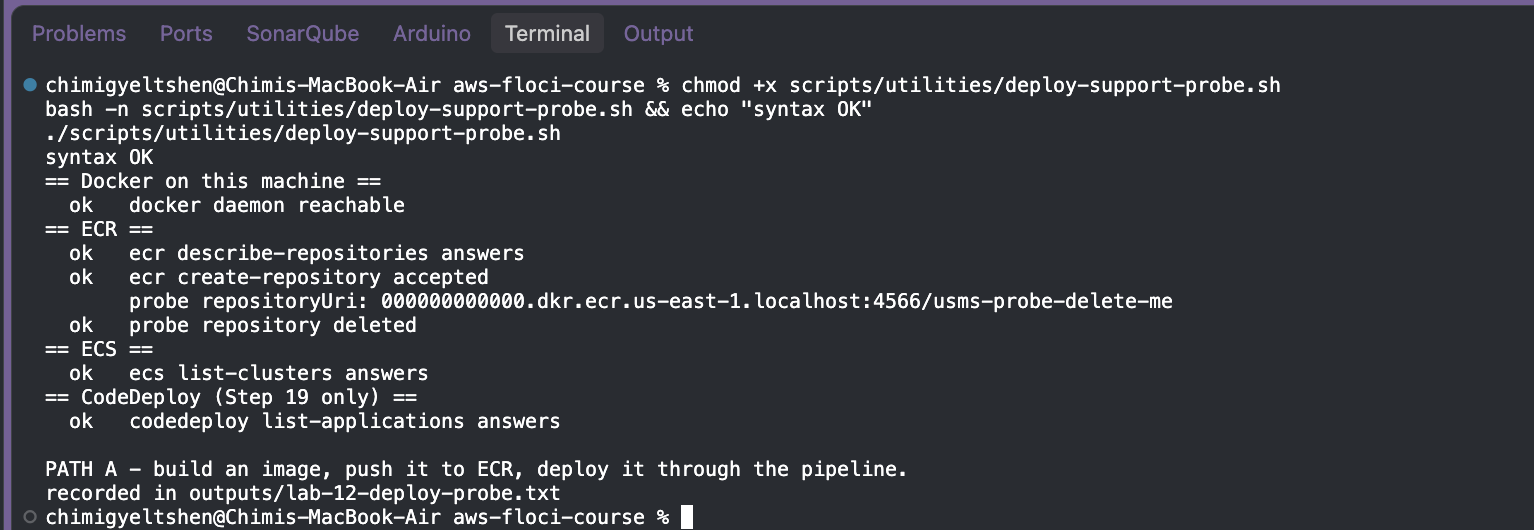 Problems Ports SonarQube Arduino Terminal Output
chimigyeltshen@Chimis-MacBook-Air aws-floci-course % chmod +x scripts/utilities/deploy-support-probe.sh
bash -n scripts/utilities/deploy-support-probe.sh && echo "syntax OK"
./scripts/utilities/deploy-support-probe.sh
syntax OK
== Docker on this machine ==
  ok   docker daemon reachable
== ECR ==
  ok   ecr describe-repositories answers
  ok   ecr create-repository accepted
       probe repositoryUri: 000000000000.dkr.ecr.us-east-1.localhost:4566/usms-probe-delete-me
  ok   probe repository deleted
== ECS ==
  ok   ecs list-clusters answers
== CodeDeploy (Step 19 only) ==
  ok   codedeploy list-applications answers

PATH A - build an image, push it to ECR, deploy it through the pipeline.
recorded in outputs/lab-12-deploy-probe.txt
chimigyeltshen@Chimis-MacBook-Air aws-floci-course %